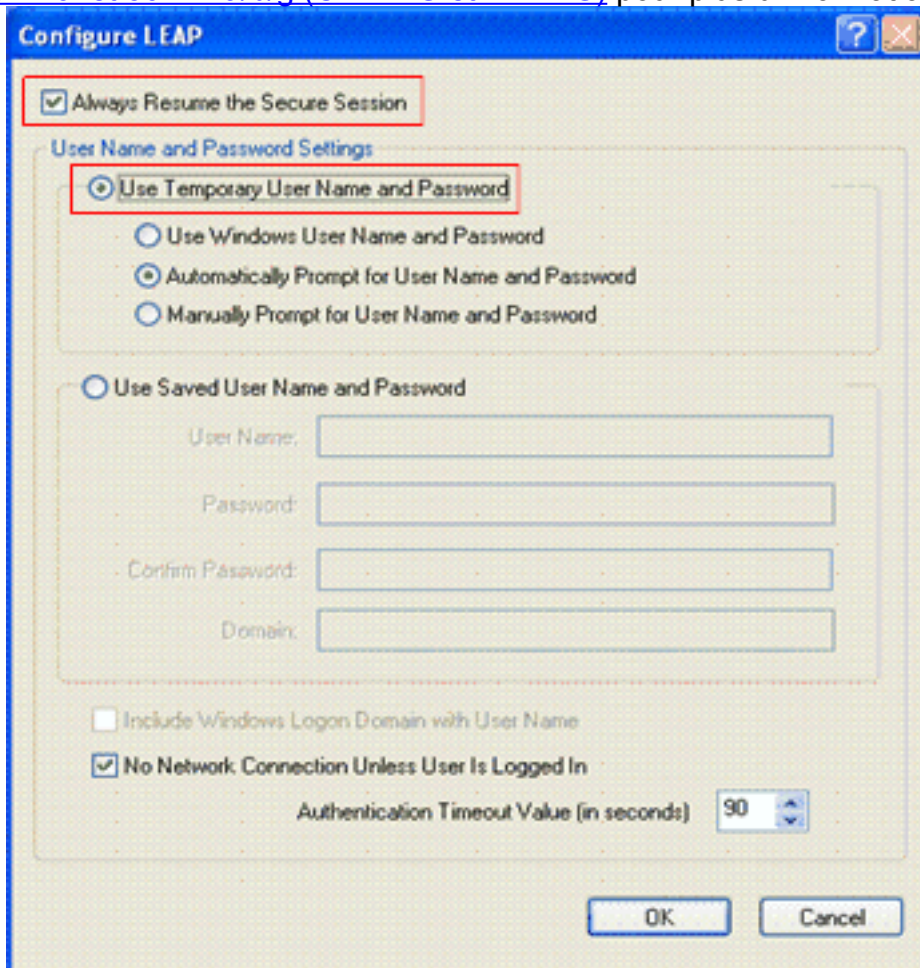 Configure LEAP
Always Resume the Secure Session
User Name and Password Settings
Use Temporary User Name and Password
Use Windows User Name and Password
Automatically Prompt for User Name and Password
Manually Prompt for User Name and Password
Use Saved User Name and Password
User Name:
Password:
Confirm Password:
Domain:
Include Windows Logon Domain with User Name
No Network Connection Unless User Is Logged In
Authentication Timeout Value (in seconds) 90
OK Cancel